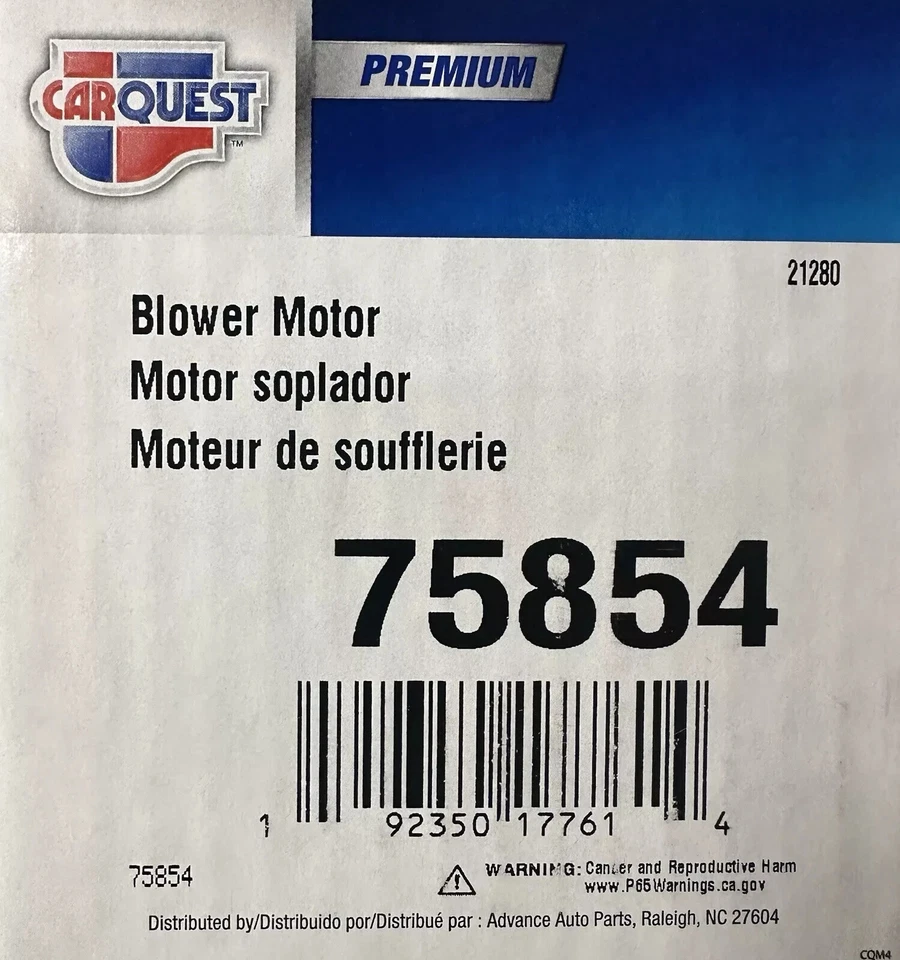 CARQUEST
TM
PREMIUM
21280
Blower Motor
Motor soplador
Moteur de soufflerie
75854
1 92350 17761 4
75854
WARNING: Cancer and Reproductive Harm
www.P65Warnings.ca.gov
Distributed by/Distribuido por/Distribué par : Advance Auto Parts, Raleigh, NC 27604
CQM4